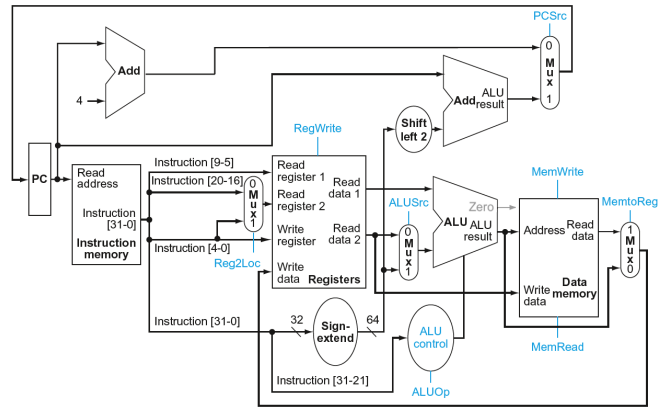 PCSrc
0
M
u
x
1
Add
4
ALU
Add result
Shift
left 2
RegWrite
PC
Read
address
Instruction
[31-0]
Instruction
memory
Instruction [9-5]
Instruction [20-16]
Instruction [4-0]
0
M
u
x
1
Reg2Loc
Read
register 1
Read
register 2
Write
register
Write
data
Read
data 1
Read
data 2
Registers
ALUSrc
0
M
u
x
1
Zero
ALU
ALU
result
MemWrite
Address
Read
data
Write
data
Data
memory
MemRead
MemtoReg
1
M
u
x
0
Instruction [31-0]
32
Sign-
extend
64
ALU
control
ALUOp
Instruction [31-21]